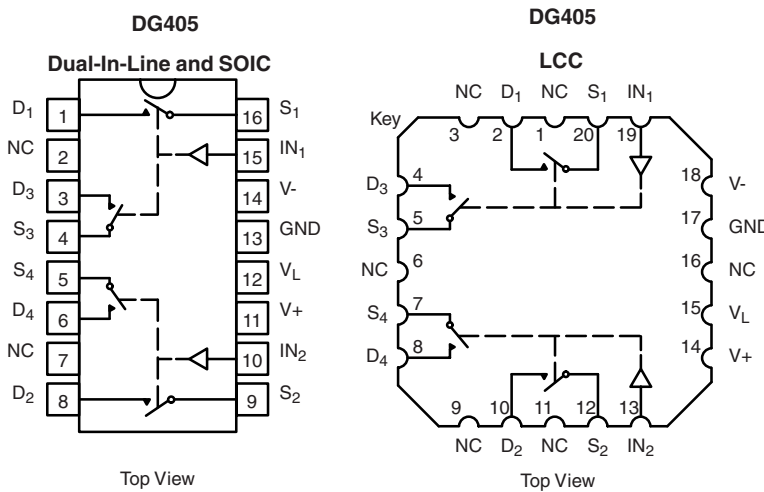 DG405
Dual-In-Line and SOIC
D1 1 16 S1
NC 2 15 IN1
D3 3 14 V-
S3 4 13 GND
S4 5 12 VL
D4 6 11 V+
NC 7 10 IN2
D2 8 9 S2
Top View
DG405
LCC
NC D1 NC S1 IN1
Key
3 2 1 20 19
D3 4 18 V-
S3 5 17 GND
NC 6 16 NC
S4 7 15 VL
D4 8 14 V+
9 10 11 12 13
NC D2 NC S2 IN2
Top View